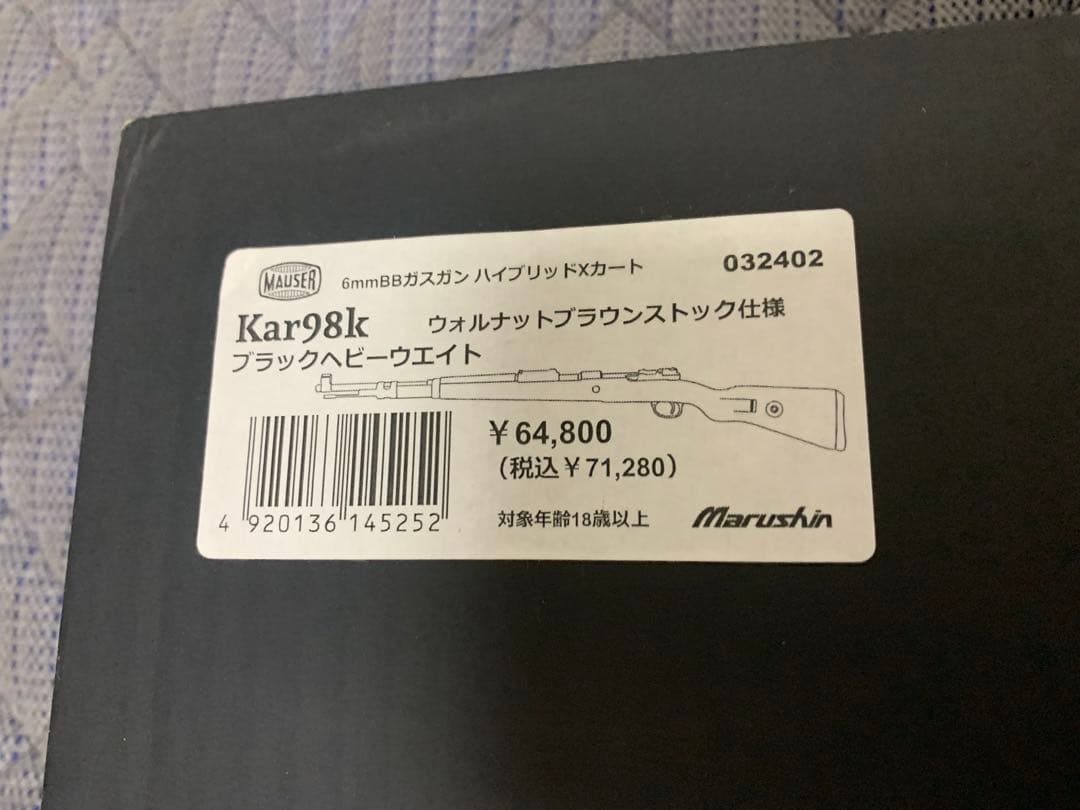 MAUSER
6mmBBガスガン ハイブリッドXカート
032402
Kar98k ウォルナットブラウンストック仕様
ブラックヘビーウエイト
￥64,800
（税込￥71,280）
4 920136 145252
対象年齢18歳以上
Marushin